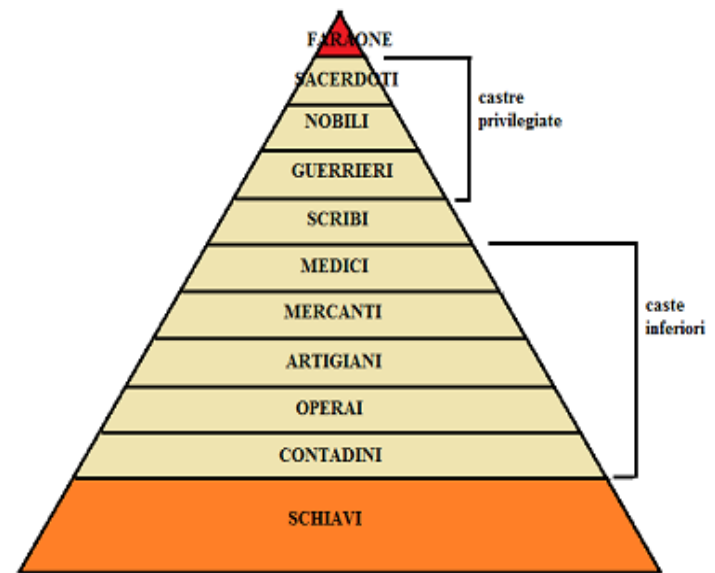 FARAONE
SACERDOTI
NOBILI
GUERRIERI
SCRIBI
MEDICI
MERCANTI
ARTIGIANI
OPERAI
CONTADINI
SCHIAVI
castre
privilegiate
caste
inferiori